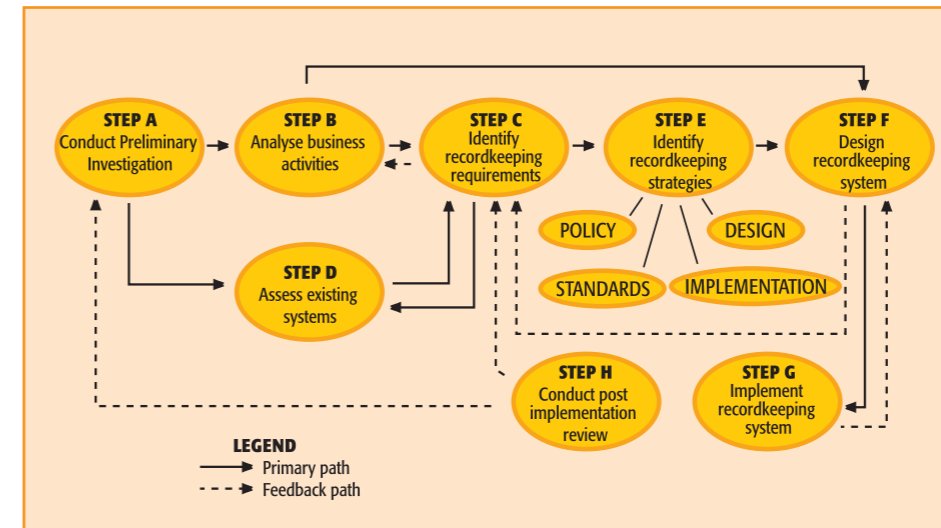 STEP A
Conduct Preliminary
Investigation
STEP B
Analyse business
activities
STEP C
Identify
recordkeeping
requirements
STEP E
Identify
recordkeeping
strategies
STEP F
Design
recordkeeping
system
POLICY
DESIGN
STANDARDS
IMPLEMENTATION
STEP D
Assess existing
systems
STEP H
Conduct post
implementation
review
STEP G
Implement
recordkeeping
system
LEGEND
Primary path
Feedback path